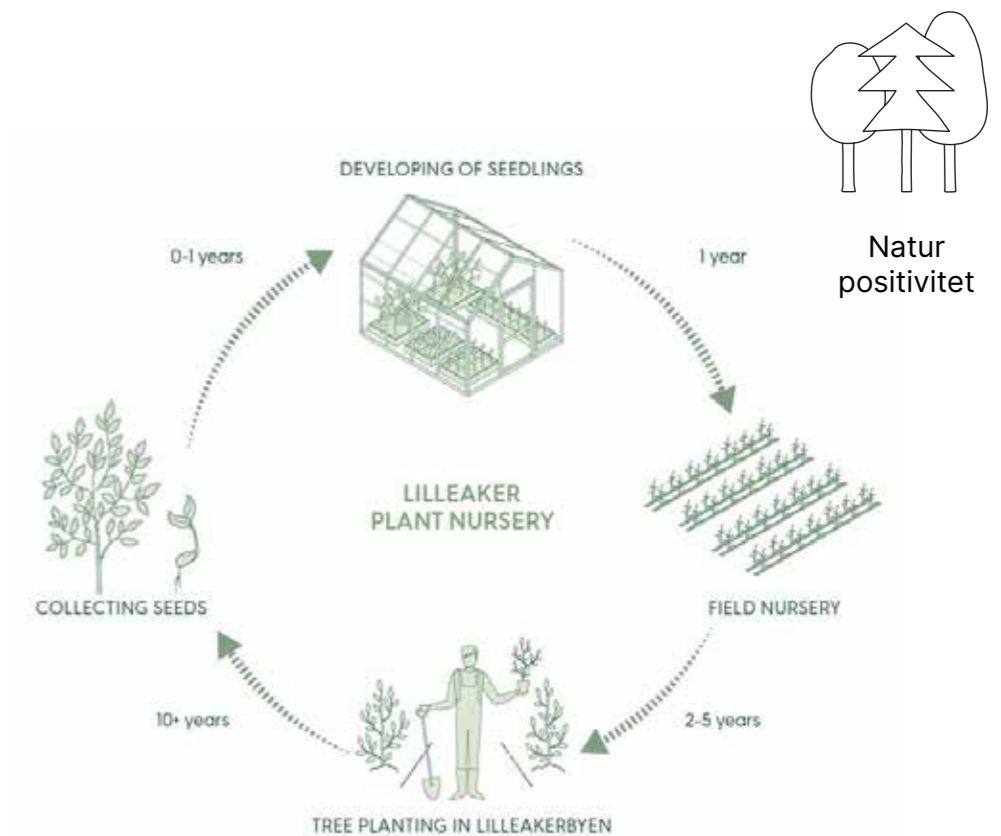 DEVELOPING OF SEEDLINGS
0-1 years
1 year
Natur
positivitet
LILLEAKER
PLANT NURSERY
COLLECTING SEEDS
FIELD NURSERY
10+ years
2-5 years
TREE PLANTING IN LILLEAKERBYEN